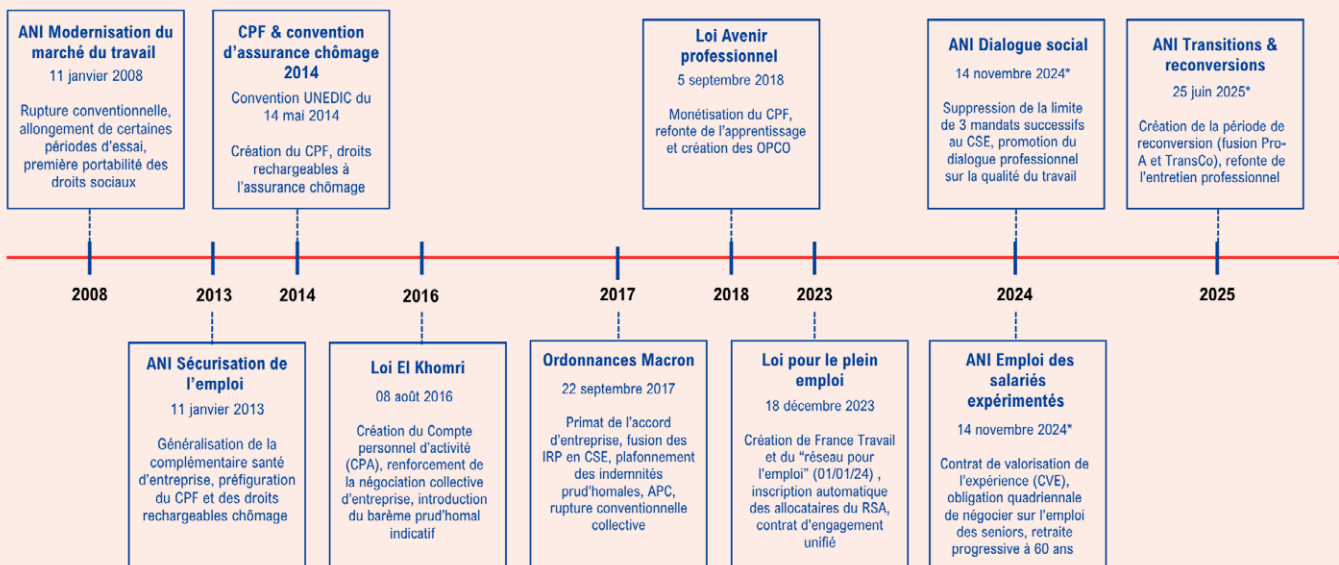 ANI Modernisation du
marché du travail
11 janvier 2008
Rupture conventionnelle,
allongement de certaines
périodes d'essai,
première portabilité des
droits sociaux
CPF & convention
d'assurance chômage
2014
Convention UNEDIC du
14 mai 2014
Création du CPF, droits
rechargeables à
l'assurance chômage
Loi Avenir
professionnel
5 septembre 2018
Monétisation du CPF,
refonte de l'apprentissage
et création des OPCO
ANI Dialogue social
14 novembre 2024*
Suppression de la limite
de 3 mandats successifs
au CSE, promotion du
dialogue professionnel
sur la qualité du travail
ANI Transitions &
reconversions
25 juin 2025*
Création de la période de
reconversion (fusion Pro-
A et TransCo), refonte de
l'entretien professionnel
2008
2013
2014
2016
2017
2018
2023
2024
2025
ANI Sécurisation de
l'emploi
11 janvier 2013
Généralisation de la
complémentaire santé
d'entreprise, préfiguration
du CPF et des droits
rechargeables chômage
Loi El Khomri
08 août 2016
Création du Compte
personnel d'activité
(CPA), renforcement de
la négociation collective
d'entreprise, introduction
du barème prud'homal
indicatif
Ordonnances Macron
22 septembre 2017
Primat de l'accord
d'entreprise, fusion des
IRP en CSE, plafonnement
des indemnités
prud'homales, APC,
rupture conventionnelle
collective
Loi pour le plein
emploi
18 décembre 2023
Création de France Travail
et du "réseau pour
l'emploi" (01/01/24) ,
inscription automatique
des allocataires du RSA,
contrat d'engagement
unifié
ANI Emploi des
salariés
expérimentés
14 novembre 2024*
Contrat de valorisation de
l'expérience (CVE),
obligation quadriennale
de négocier sur l'emploi
des seniors, retraite
progressive à 60 ans